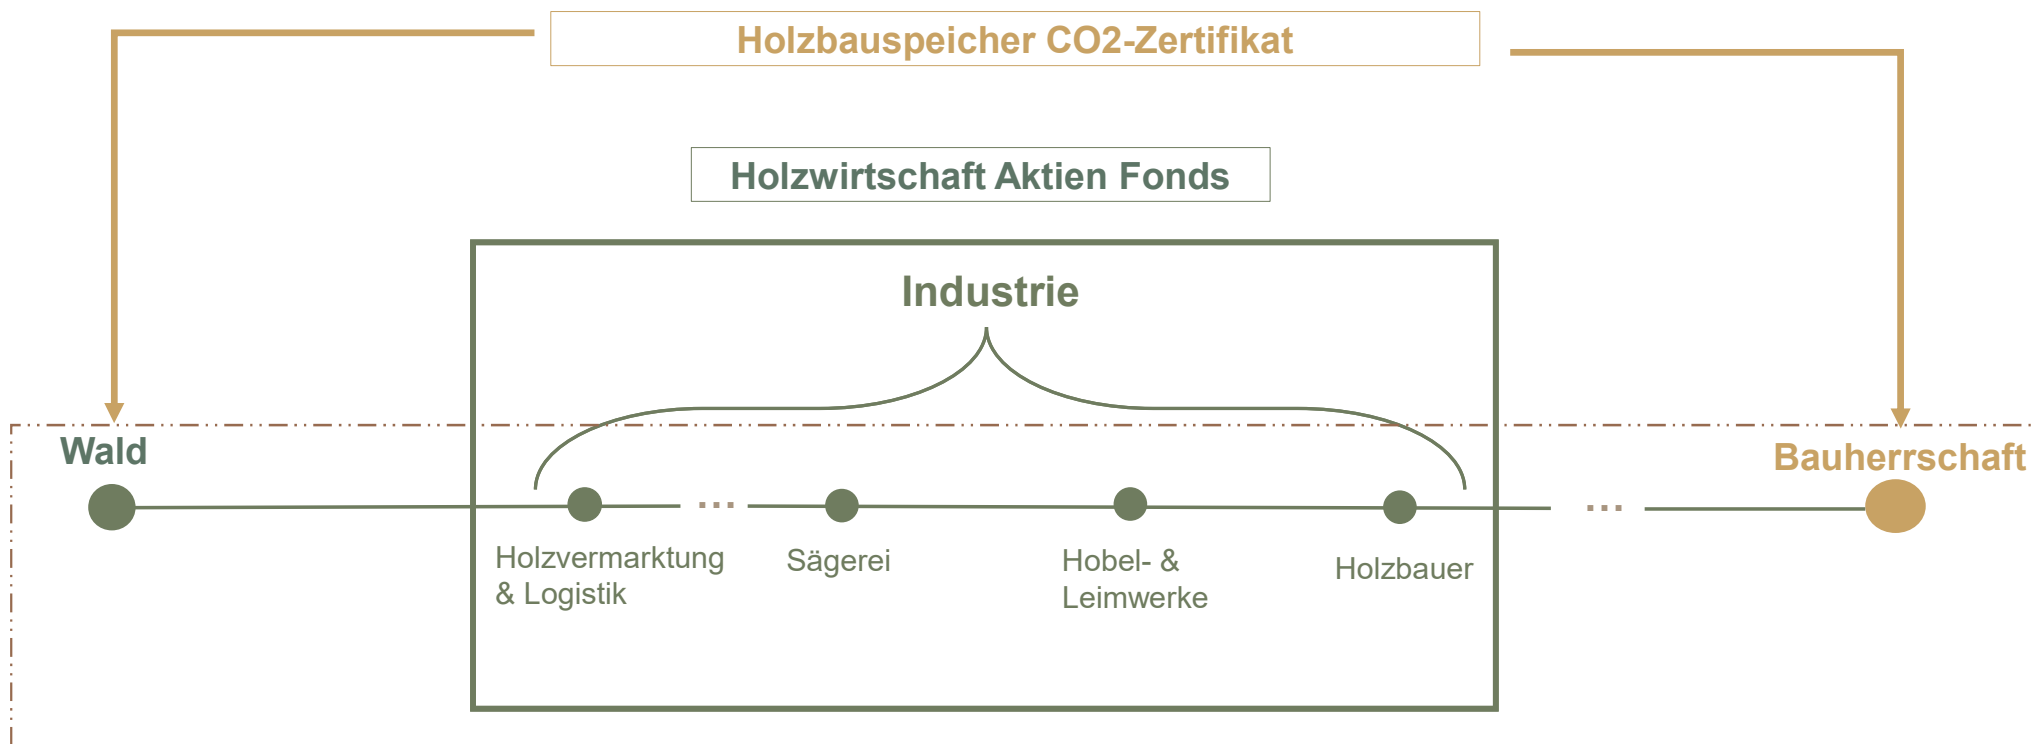 Holzbauspeicher CO2-Zertifikat
Holzwirtschaft Aktien Fonds
Industrie
Wald
Bauherrschaft
...
...
Holzvermarktung
& Logistik
Sägerei
Hobel- &
Leimwerke
Holzbauer